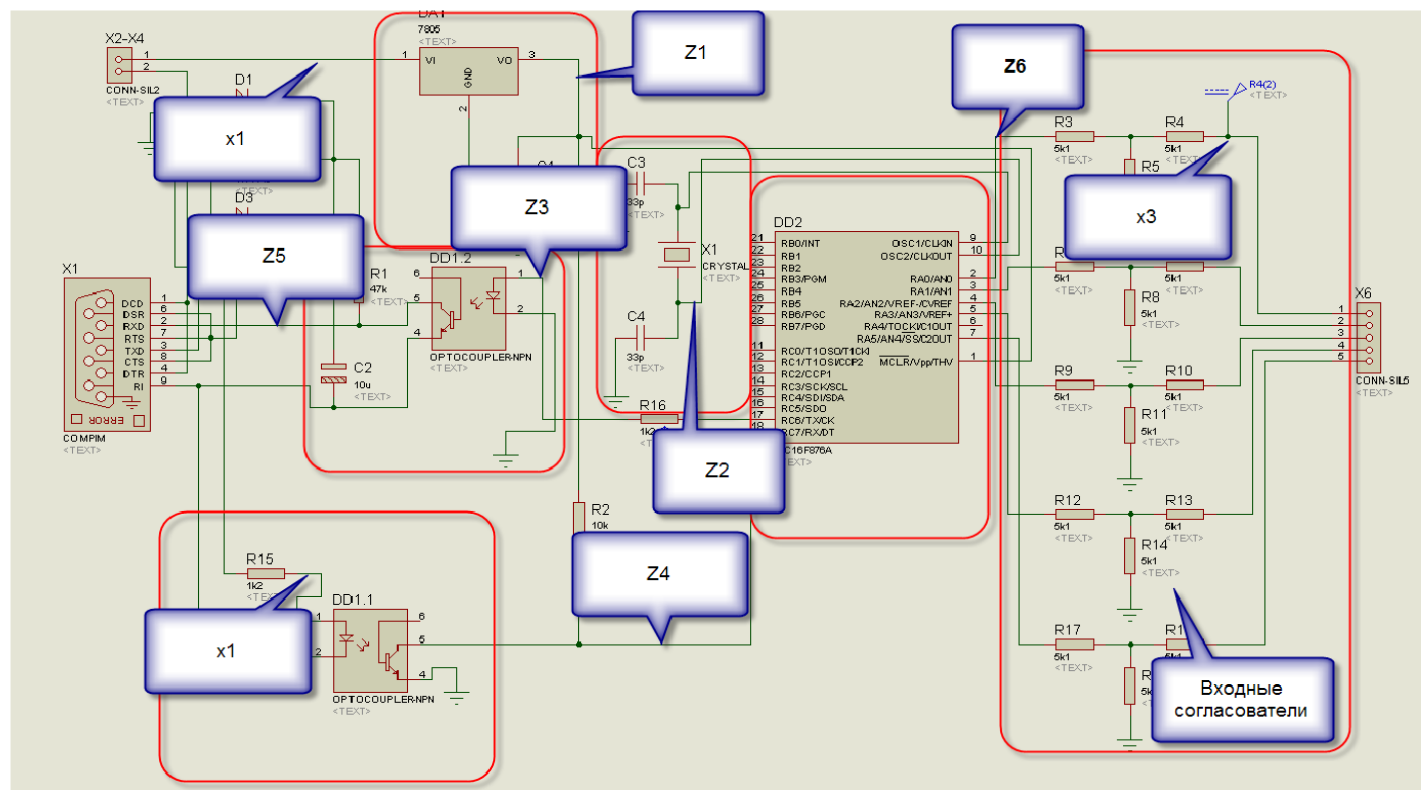 X2-X4
1
2
CONN-SIL2
<TEXT>
DA1
7805
<TEXT>
1
VI
VO
3
GND
2
Z1
Z6
R4(2)
<TEXT>
D1
x1
<TEXT>
D3
Z5
Z3
C3
33p
<TEXT>
X1
CRYSTAL
<TEXT>
C4
33p
<TEXT>
R3
5k1
<TEXT>
R4
5k1
<TEXT>
R5
x3
X1
DCD
DSR
RXD
RTS
TXD
CTS
DTR
RI
1
6
2
7
3
8
4
9
ERROR
COMPIM
<TEXT>
R1
47k
<TEXT>
DD1.2
6
5
4
1
2
OPTOCOUPLER-NPN
<TEXT>
C2
10u
<TEXT>
DD2
21 RB0/INT
22 RB1
23 RB2
24 RB3/PGM
25 RB4
26 RB5
27 RB6/PGC
28 RB7/PGD
11 RC0/T1OSO/T1CKI
12 RC1/T1OSI/CCP2
13 RC2/CCP1
14 RC3/SCK/SCL
15 RC4/SDI/SDA
16 RC5/SDO
17 RC6/TX/CK
18 RC7/RX/DT
OSC1/CLKIN 9
OSC2/CLKOUT 10
RA0/AN0 2
RA1/AN1 3
RA2/AN2/VREF-/CVREF 4
RA3/AN3/VREF+ 5
RA4/T0CKI/C1OUT 6
RA5/AN4/SS/C2OUT 7
MCLR/Vpp/THV 1
C16F876A
5k1
<TEXT>
5k1
<TEXT>
R8
5k1
<TEXT>
R9
5k1
<TEXT>
R10
5k1
<TEXT>
R11
5k1
<TEXT>
X6
1
2
3
4
5
CONN-SIL5
<TEXT>
R16
1k2
Z2
R2
10k
Z4
R12
5k1
<TEXT>
R13
5k1
<TEXT>
R14
5k1
<TEXT>
R17
5k1
<TEXT>
5k1
Входные
согласователи
R15
1k2
<TEXT>
x1
DD1.1
1
2
6
5
4
OPTOCOUPLER-NPN
<TEXT>